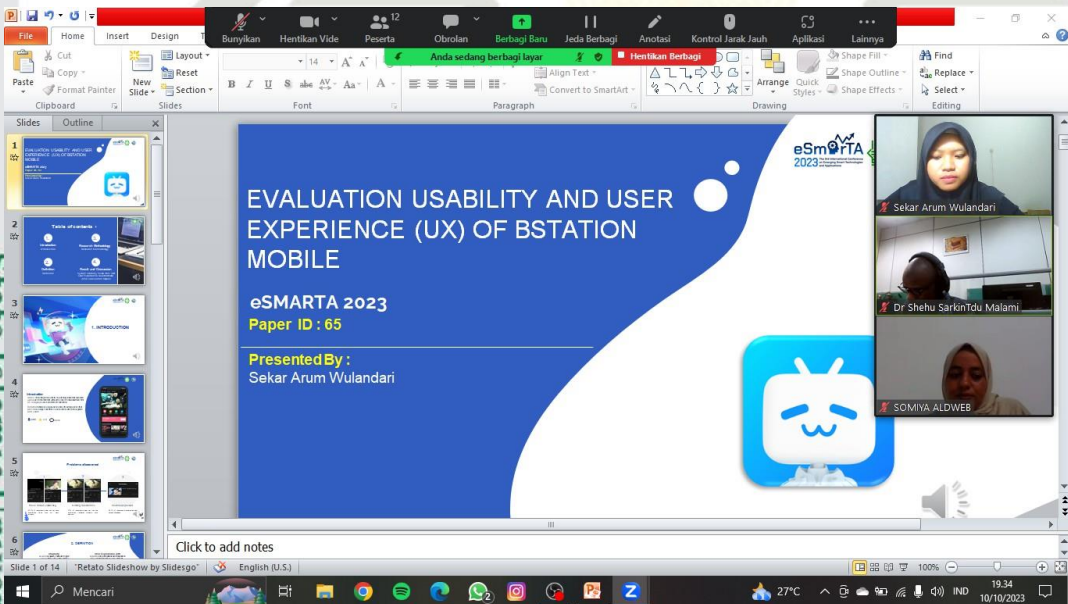 Bunyikan
Hentikan Vide
Peserta
12
Obrolan
Berbagi Baru
Jeda Berbagi
Anotasi
Kontrol Jarak Jauh
Aplikasi
Lainnya
Anda sedang berbagi layar
Hentikan Berbagi
File
Home
Insert
Design
Paste
Cut
Copy
Format Painter
Clipboard
New
Slide
Layout
Reset
Section
Slides
14
Font
Align Text
Convert to SmartArt
Paragraph
Arrange
Quick
Styles
Shape Fill
Shape Outline
Shape Effects
Drawing
Find
Replace
Select
Editing
Slides
Outline
1
2
Table of contents :
3
1. INTRODUCTION
4
5
6
EVALUATION USABILITY AND USER
EXPERIENCE (UX) OF BSTATION
MOBILE
eSMARTA 2023
Paper ID : 65
Presented By :
Sekar Arum Wulandari
eSmarTA
2023
Sekar Arum Wulandari
Dr Shehu SarkinTdu Malami
SOMIYA ALDWEB
Click to add notes
Slide 1 of 14
"Retato Slideshow by Slidesgo"
English (U.S.)
100%
Mencari
27°C
IND
19.34
10/10/2023